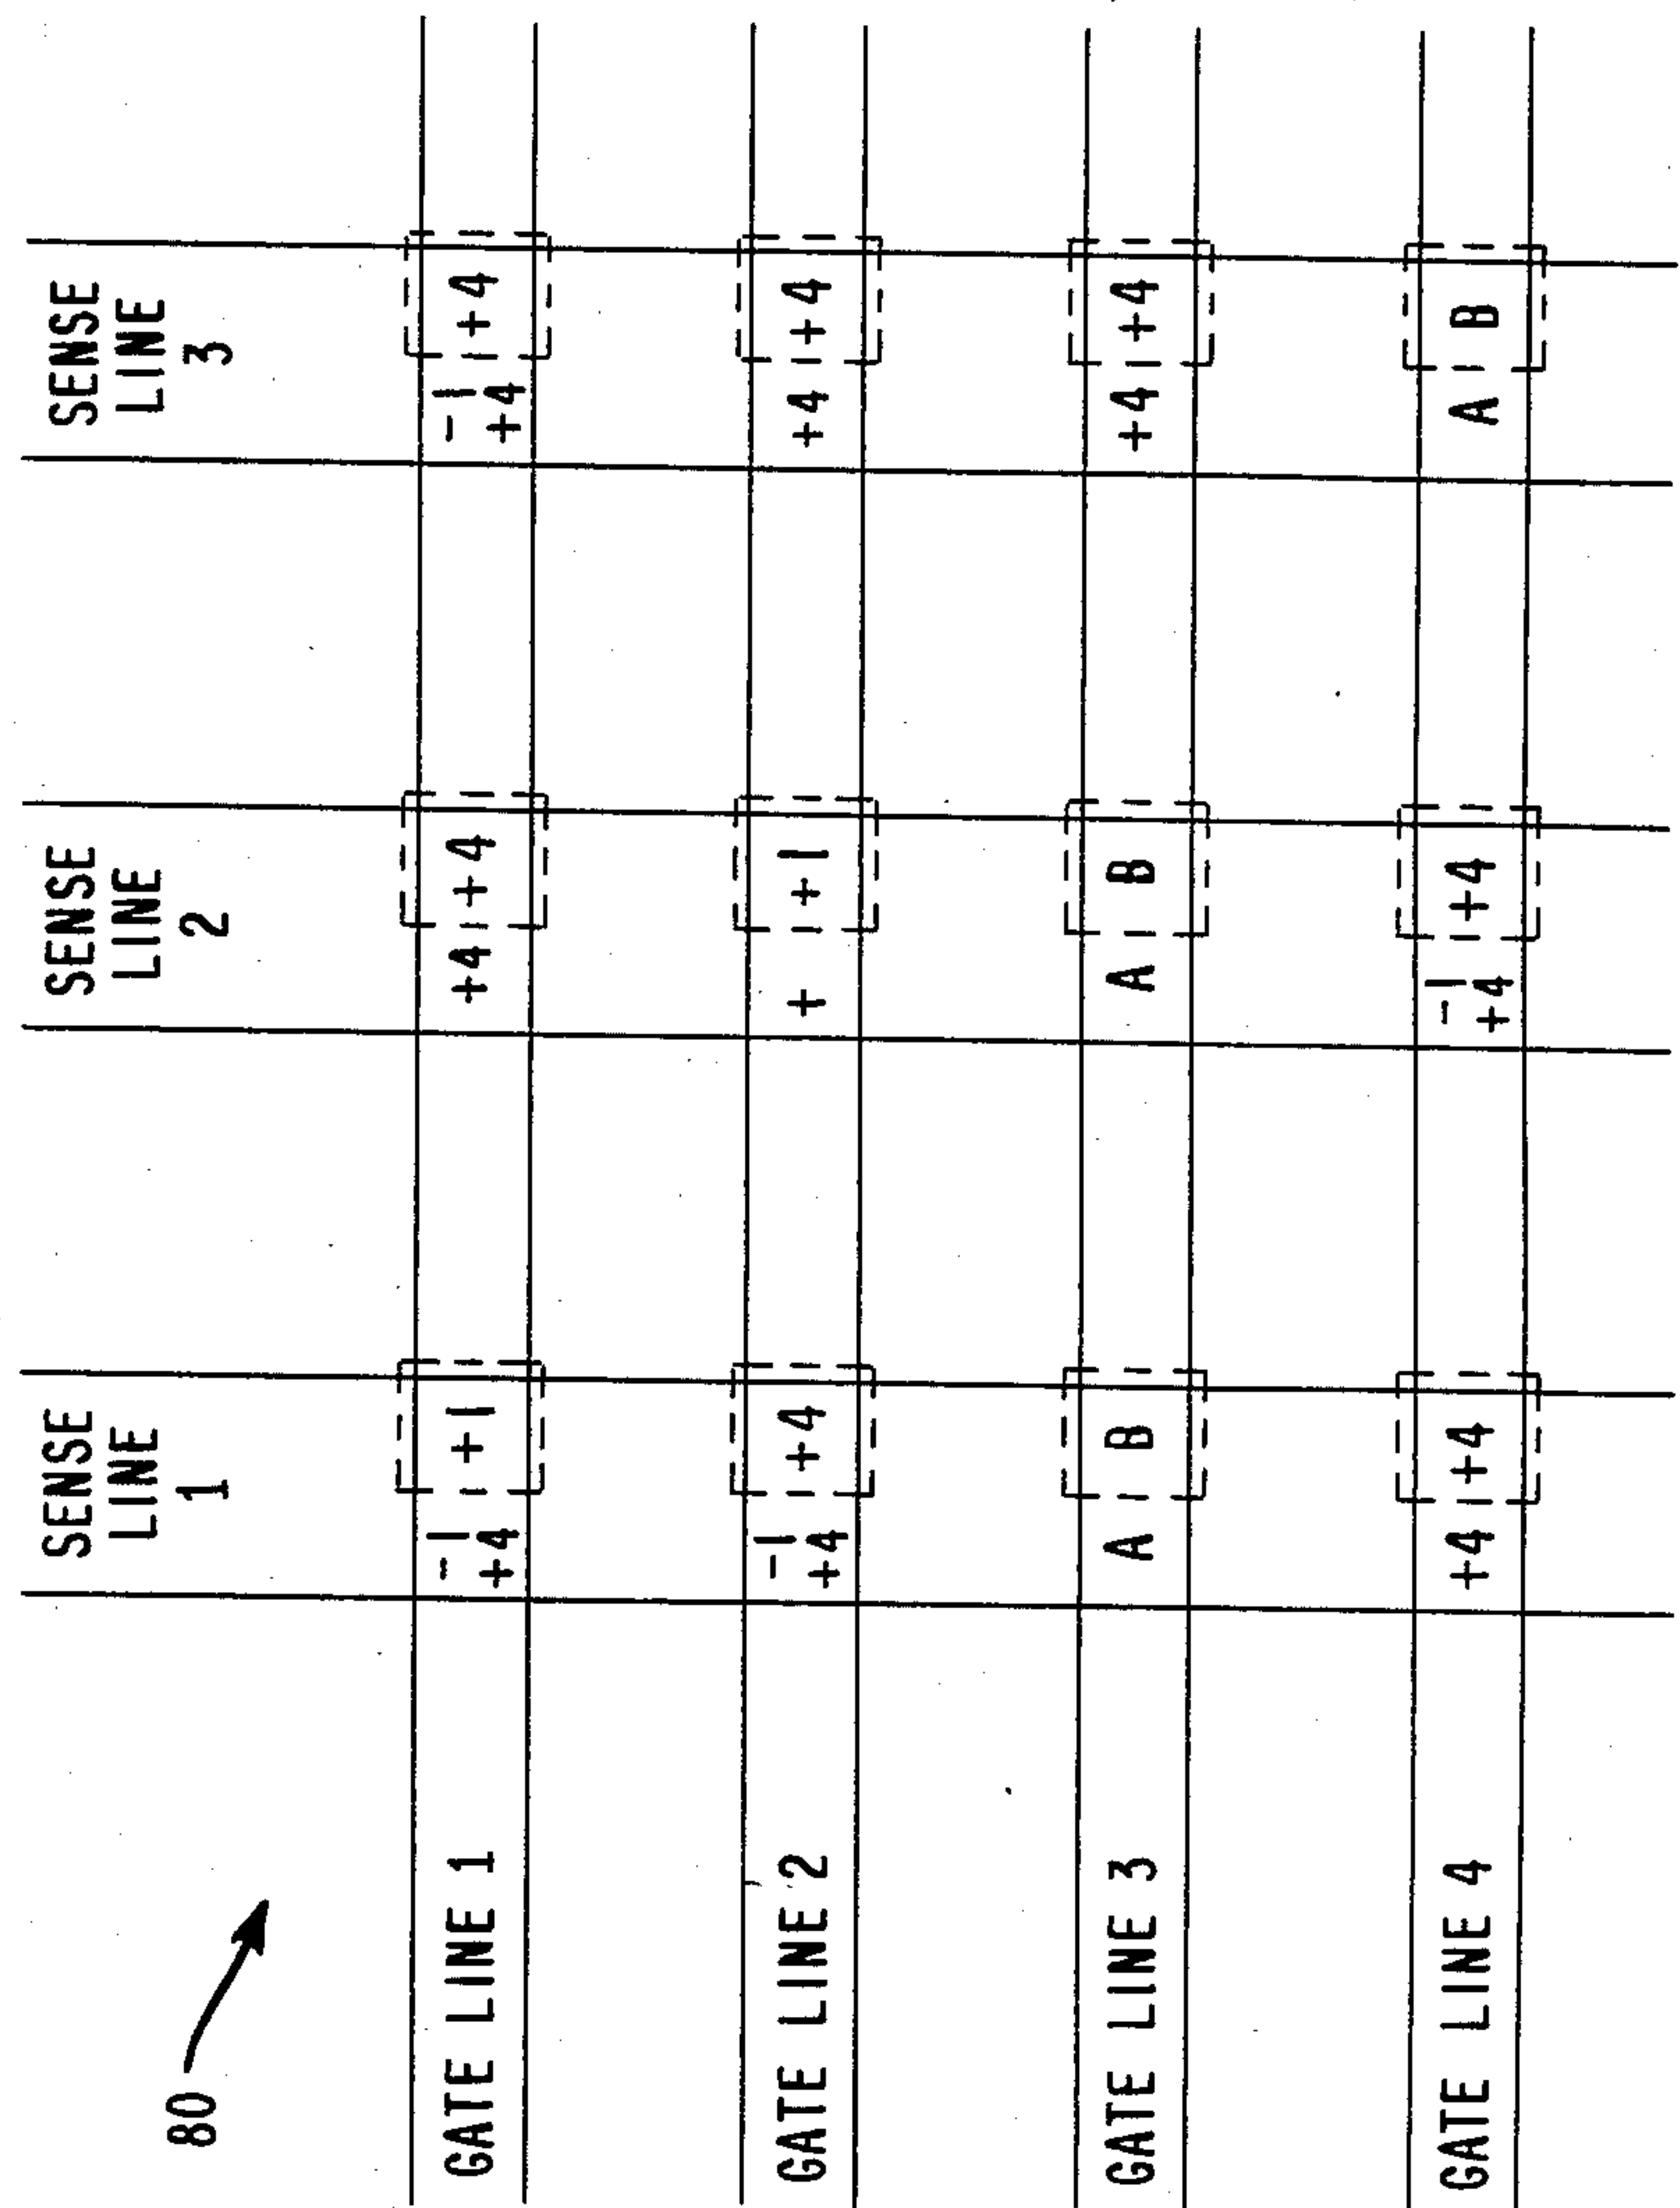 80
SENSE
LINE
1
SENSE
LINE
2
SENSE
LINE
3
GATE LINE 1
-1
+4
+1
+4 +4
-1
+4
+4
GATE LINE 2
-1
+4
+4
+ +1
+4 +4
GATE LINE 3
A B
A B
+4 +4
GATE LINE 4
+4 +4
-1
+4
+4
A B